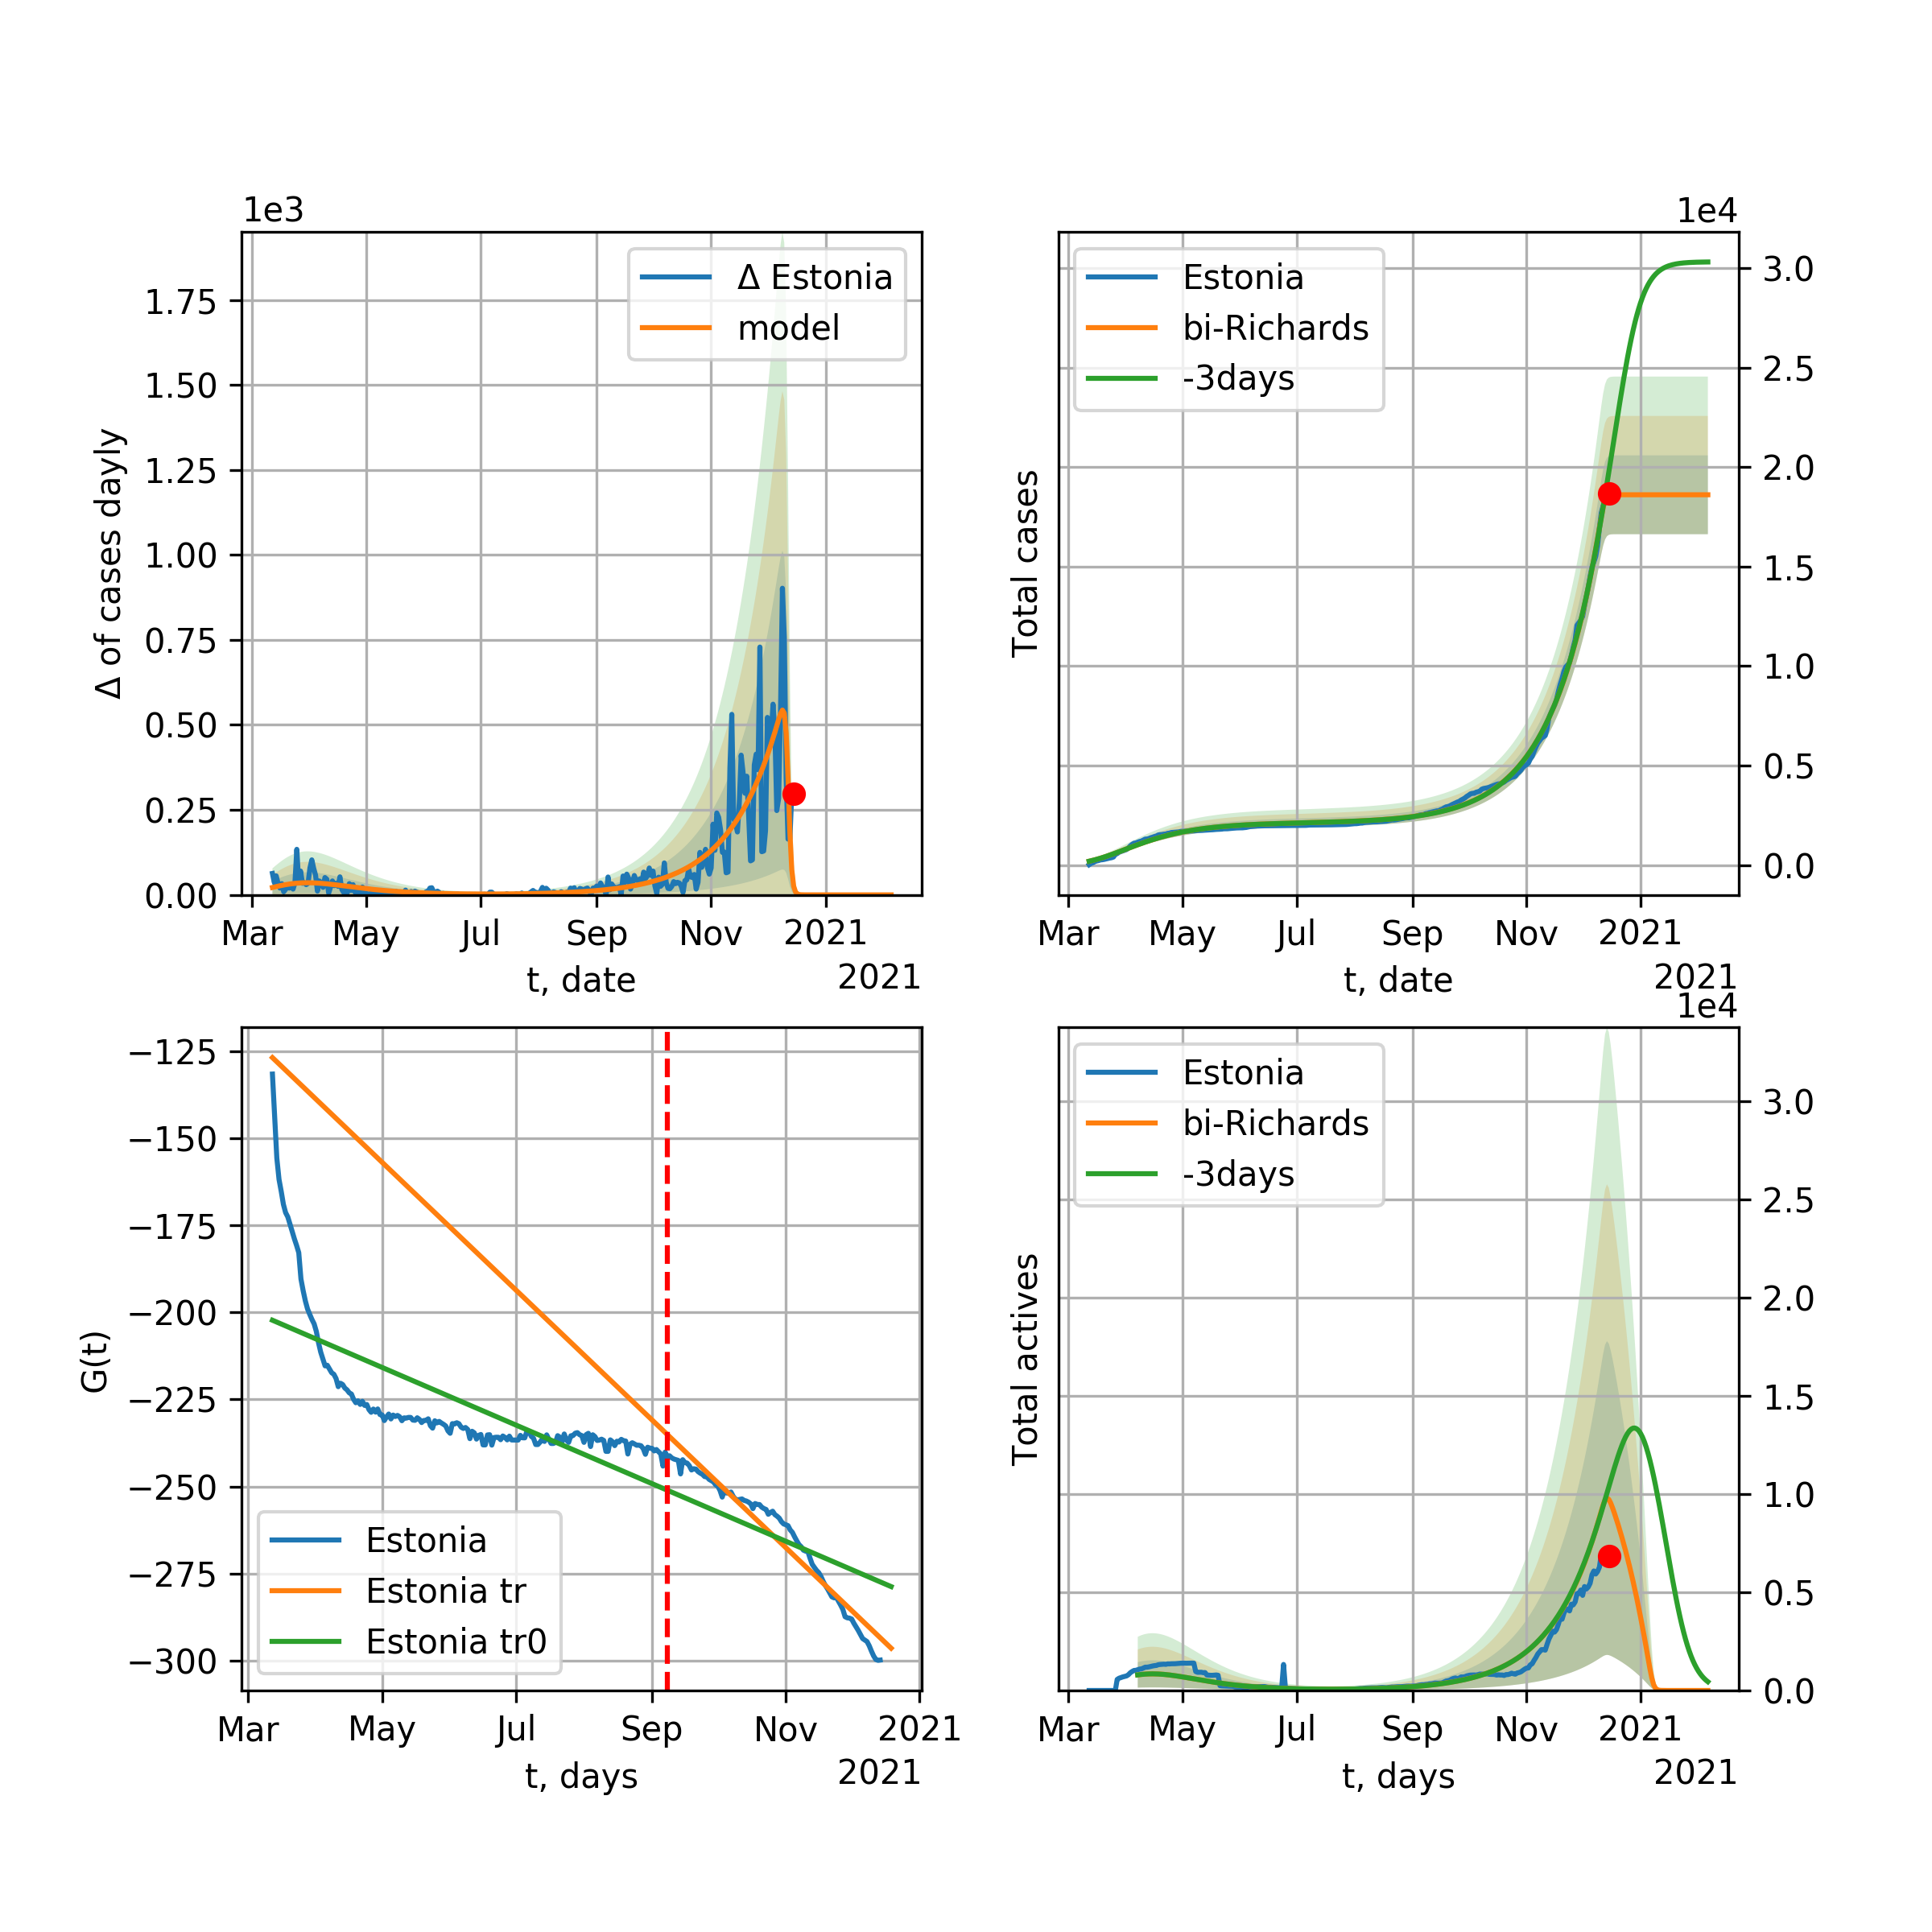 1e3
Δ of cases dayly
1.75
1.50
1.25
1.00
0.75
0.50
0.25
0.00
Δ Estonia
model
Mar May Jul Sep Nov 2021
t, date
2021
1e4
Total cases
Estonia
bi-Richards
-3days
3.0
2.5
2.0
1.5
1.0
0.5
0.0
Mar May Jul Sep Nov 2021
t, date
2021
G(t)
−125
−150
−175
−200
−225
−250
−275
−300
Estonia
Estonia tr
Estonia tr0
Mar May Jul Sep Nov 2021
t, days
2021
1e4
Total actives
Estonia
bi-Richards
-3days
3.0
2.5
2.0
1.5
1.0
0.5
0.0
Mar May Jul Sep Nov 2021
t, days
2021